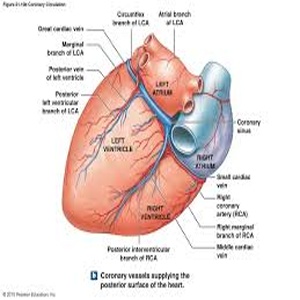 Circumflex
branch of LCA
Atrial branch
of LCA
Great cardiac vein
Marginal
branch of LCA
Posterior vein
of left ventricle
Posterior
left ventricular
branch of LCA
LEFT
ATRIUM
LEFT
VENTRICLE
RIGHT
ATRIUM
RIGHT
VENTRICLE
Coronary
sinus
Small cardiac
vein
Right
coronary
artery (RCA)
Right marginal
branch of RCA
Middle cardiac
vein
Posterior interventricular
branch of RCA
b Coronary vessels supplying the
posterior surface of the heart.
Pearson Education, Inc.